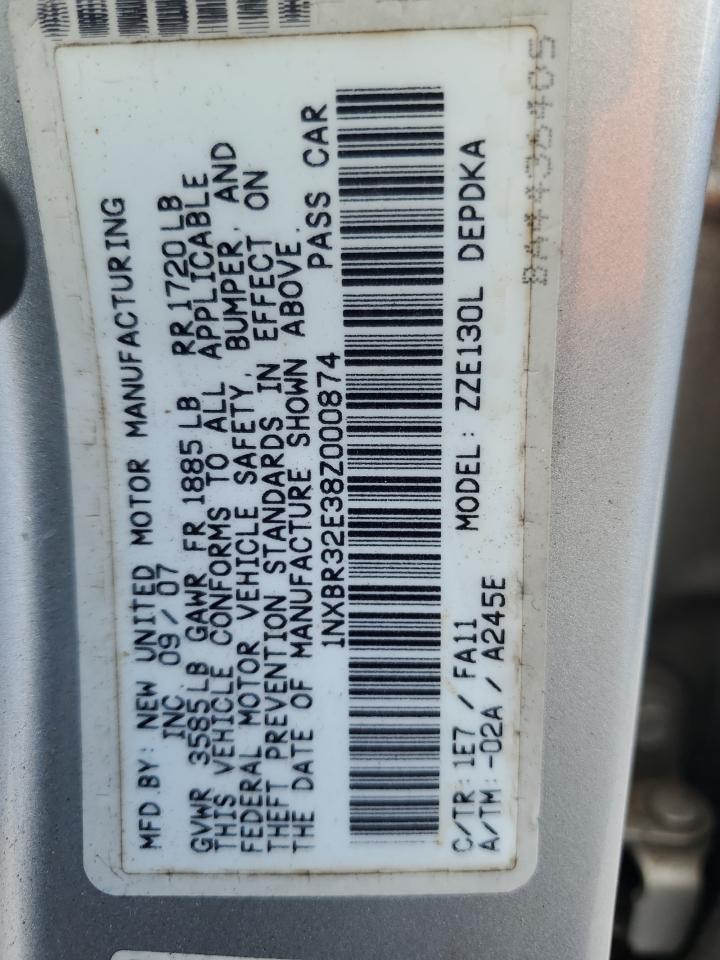 MFD.BY: NEW UNITED MOTOR MANUFACTURING
INC 09/07
GVWR 3585LB GAWR FR 1885LB RR 1720LB
THIS VEHICLE CONFORMS TO ALL APPLICABLE
FEDERAL MOTOR VEHICLE SAFETY, BUMPER, AND
THEFT PREVENTION STANDARDS IN EFFECT ON
THE DATE OF MANUFACTURE SHOWN ABOVE.
1NXBR32E38Z000874 PASS CAR
C/TR: 1E7 / FA11 MODEL: ZZE130L DEPDKA
A/TM: -02A / A245E